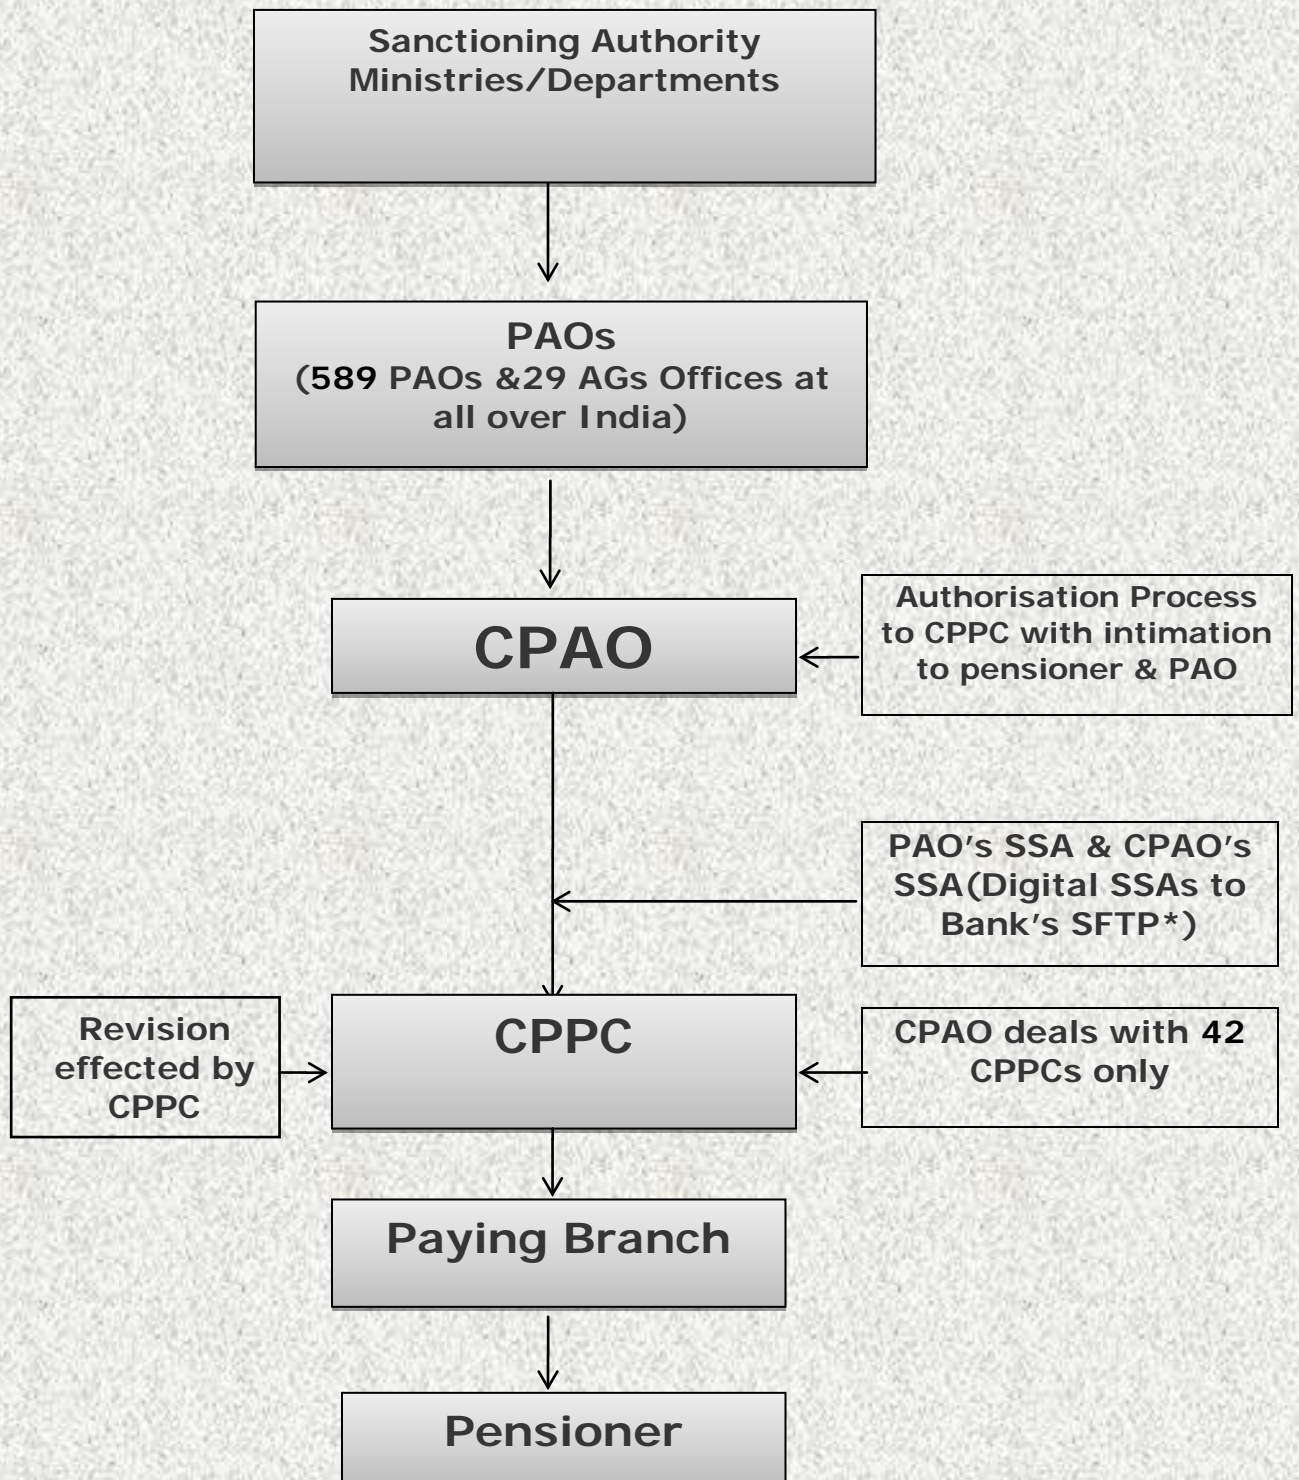 Sanctioning Authority
Ministries/Departments
PAOs
(589 PAOs &29 AGs Offices at
all over India)
CPAO
Authorisation Process
to CPPC with intimation
to pensioner & PAO
PAO’s SSA & CPAO’s
SSA(Digital SSAs to
Bank’s SFTP*)
Revision
effected by
CPPC
CPPC
CPAO deals with 42
CPPCs only
Paying Branch
Pensioner